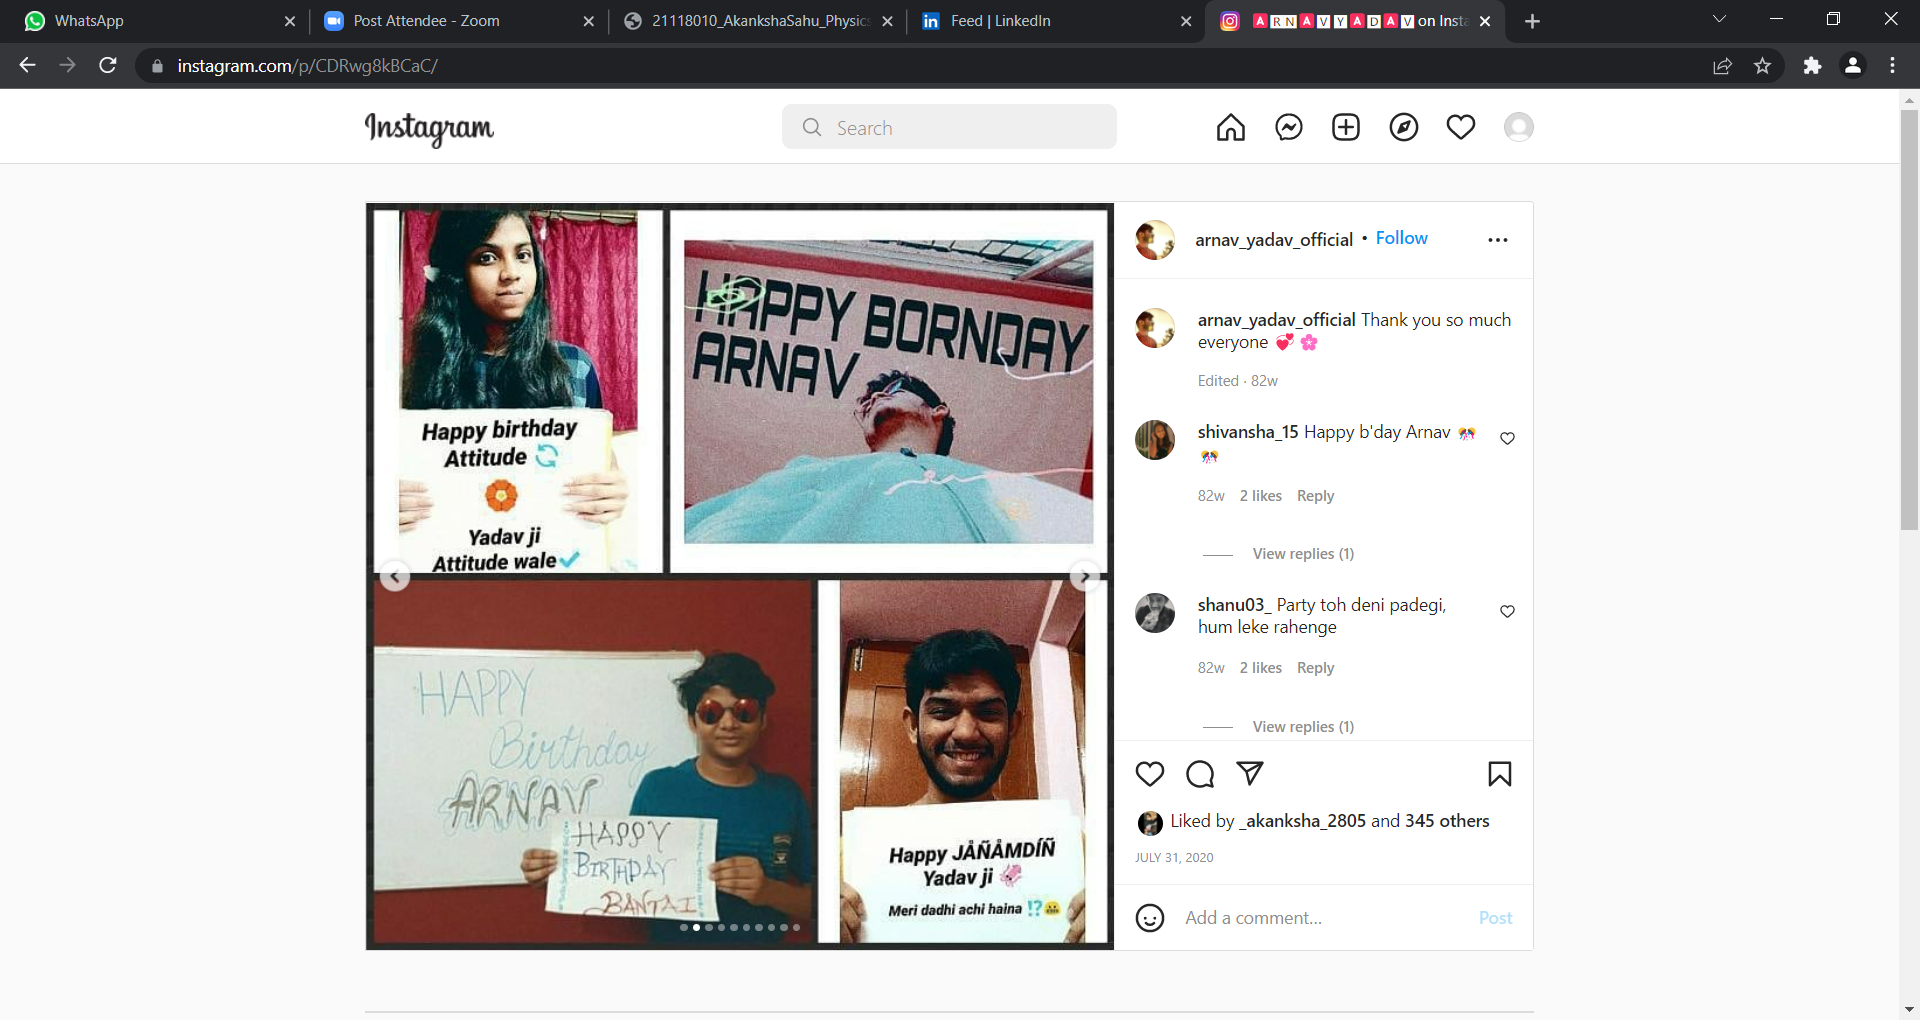 WhatsApp
Post Attendee - Zoom
21118010_AkankshaSahu_Physics
Feed | LinkedIn
ARNAVYADAV on Insta
instagram.com/p/CDRwg8kBCaC/
Instagram
Search
Happy birthday
Attitude 🔄
🏵️
Yadav ji
Attitude wale ✔
HAPPY BORNDAY
ARNAV
HAPPY
Birthday
ARNAV
HAPPY
BIRTHDAY
BANTAI
Happy JÅÑÅMDÍÑ
Yadav ji
Meri dadhi achi haina ⁉
arnav_yadav_official • Follow
arnav_yadav_official Thank you so much
everyone 💞 🌸
Edited · 82w
shivansha_15 Happy b'day Arnav 🎊
🎊
82w 2 likes Reply
View replies (1)
shanu03_ Party toh deni padegi,
hum leke rahenge
82w 2 likes Reply
View replies (1)
Liked by _akanksha_2805 and 345 others
JULY 31, 2020
Add a comment...
Post